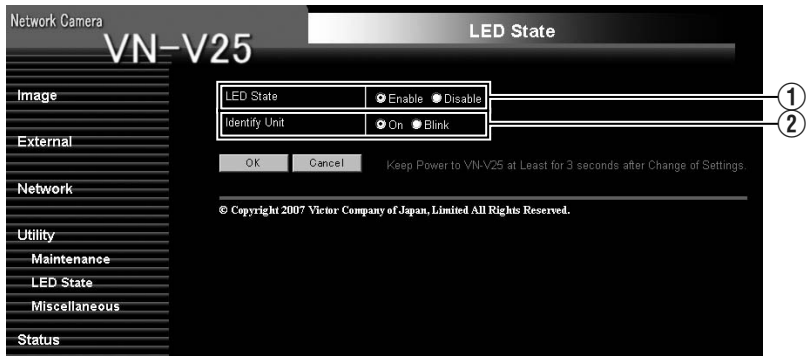 Network Camera
VN-V25
LED State
Image
External
Network
Utility
Maintenance
LED State
Miscellaneous
Status
LED State Enable Disable ①
Identify Unit On Blink ②
OK Cancel Keep Power to VN-V25 at Least for 3 seconds after Change of Settings.
© Copyright 2007 Victor Company of Japan, Limited All Rights Reserved.